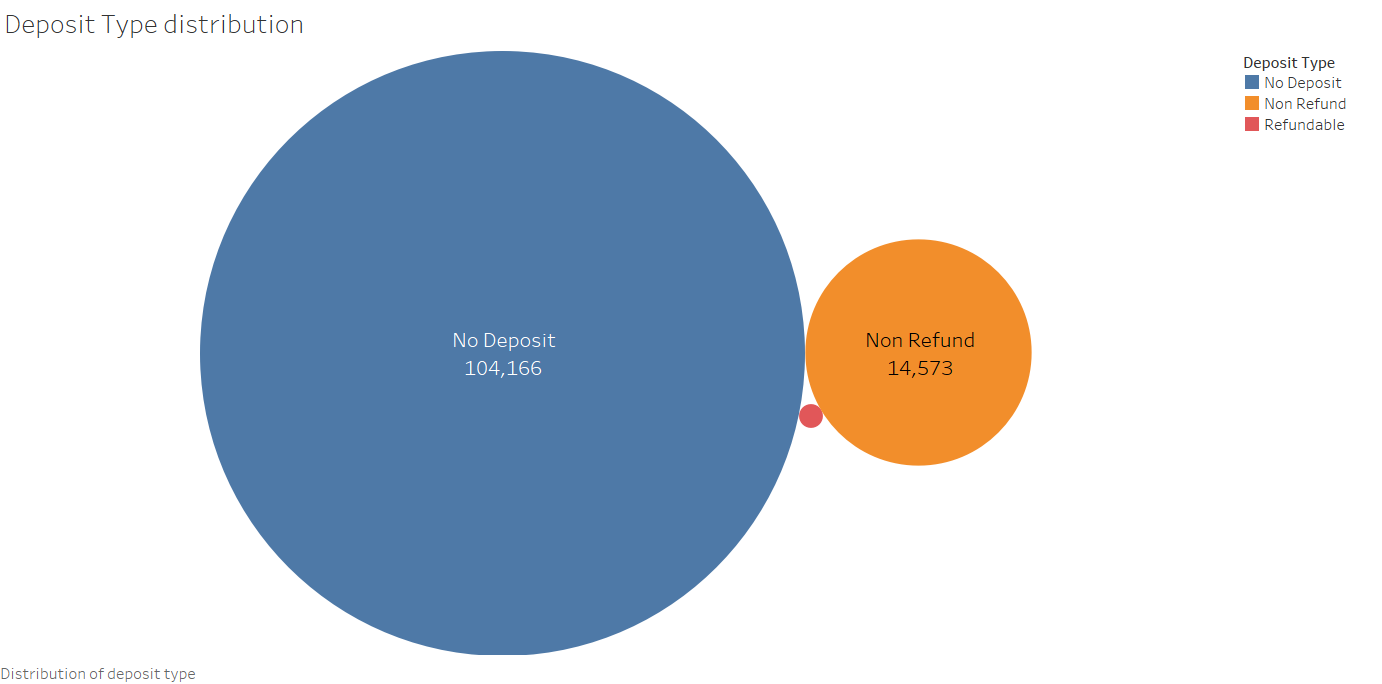 Deposit Type distribution
Deposit Type
No Deposit
Non Refund
Refundable
No Deposit
104,166
Non Refund
14,573
Distribution of deposit type